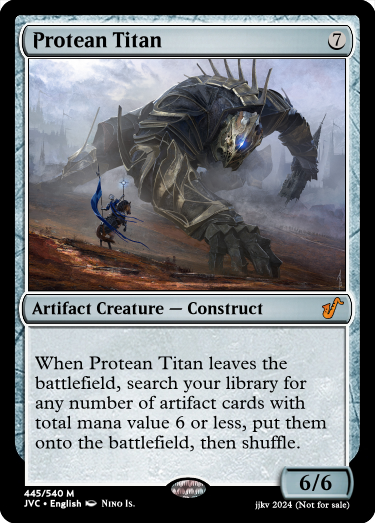 Protean Titan 7
Artifact Creature — Construct
When Protean Titan leaves the
battlefield, search your library for
any number of artifact cards with
total mana value 6 or less, put them
onto the battlefield, then shuffle.
6/6
445/540 M
JVC • English Nino Is.
jjkv 2024 (Not for sale)